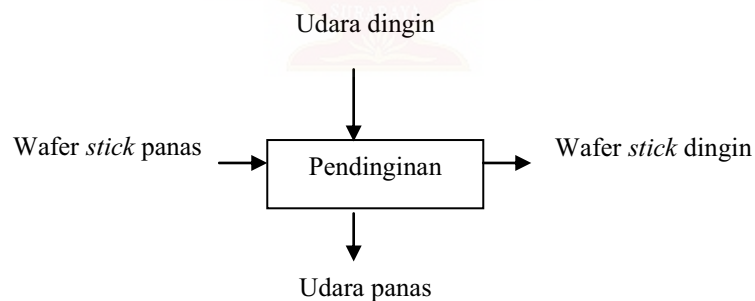 Udara dingin
Wafer stick panas
Pendinginan
Wafer stick dingin
Udara panas